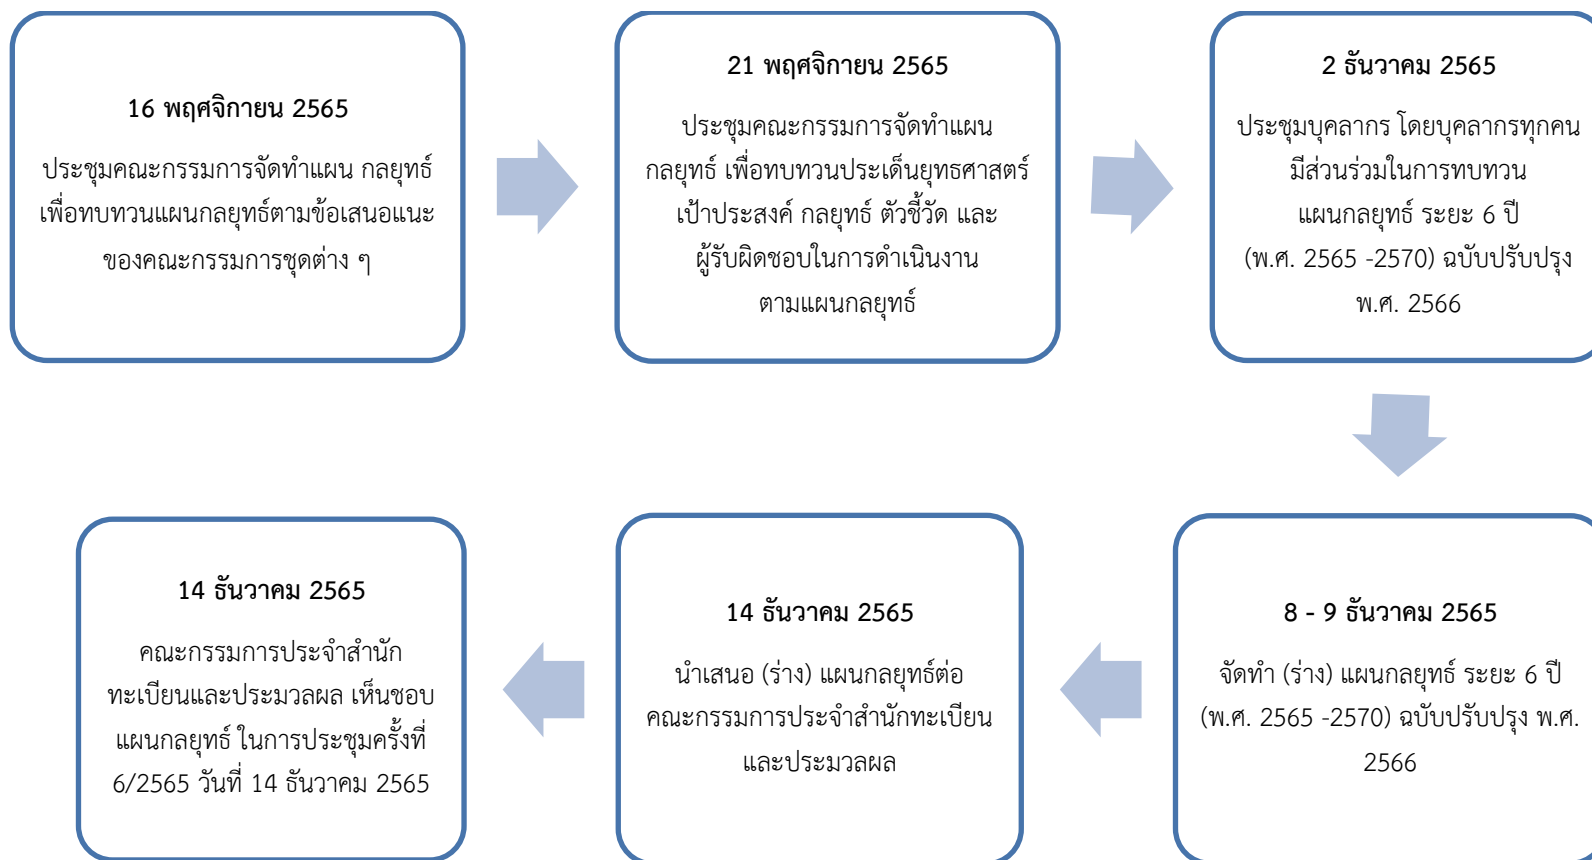 16 พฤศจิกายน 2565
ประชุมคณะกรรมการจัดทำแผน กลยุทธ์
เพื่อทบทวนแผนกลยุทธ์ตามข้อเสนอแนะ
ของคณะกรรมการชุดต่าง ๆ
21 พฤศจิกายน 2565
ประชุมคณะกรรมการจัดทำแผน
กลยุทธ์ เพื่อทบทวนประเด็นยุทธศาสตร์
เป้าประสงค์ กลยุทธ์ ตัวชี้วัด และ
ผู้รับผิดชอบในการดำเนินงาน
ตามแผนกลยุทธ์
2 ธันวาคม 2565
ประชุมบุคลากร โดยบุคลากรทุกคน
มีส่วนร่วมในการทบทวน
แผนกลยุทธ์ ระยะ 6 ปี
(พ.ศ. 2565 -2570) ฉบับปรับปรุง
พ.ศ. 2566
8 - 9 ธันวาคม 2565
จัดทำ (ร่าง) แผนกลยุทธ์ ระยะ 6 ปี
(พ.ศ. 2565 -2570) ฉบับปรับปรุง พ.ศ.
2566
14 ธันวาคม 2565
นำเสนอ (ร่าง) แผนกลยุทธ์ต่อ
คณะกรรมการประจำสำนักทะเบียน
และประมวลผล
14 ธันวาคม 2565
คณะกรรมการประจำสำนัก
ทะเบียนและประมวลผล เห็นชอบ
แผนกลยุทธ์ ในการประชุมครั้งที่
6/2565 วันที่ 14 ธันวาคม 2565